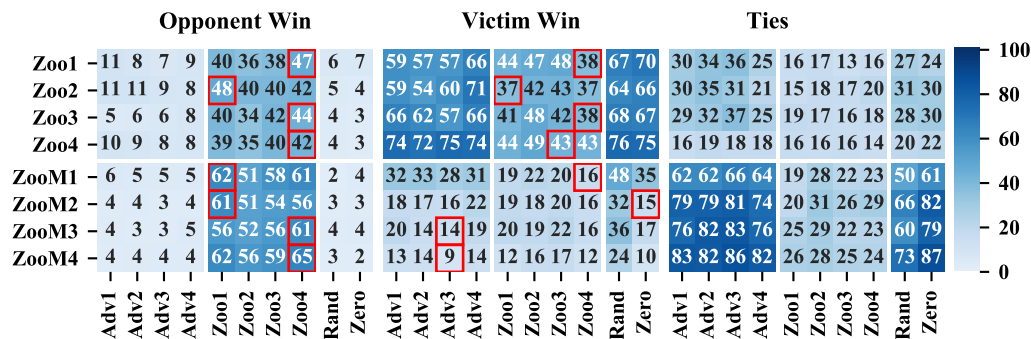 Opponent Win Victim Win Ties
Zoo1 11 8 7 9 40 36 38 47 6 7 59 57 57 66 44 47 48 38 67 70 30 34 36 25 16 17 13 16 27 24 100
Zoo2 11 11 9 8 48 40 40 42 5 4 59 54 60 71 37 42 43 37 64 66 30 35 31 21 15 18 17 20 31 30 80
Zoo3 5 6 6 8 40 34 42 44 4 3 66 62 57 66 41 48 42 38 68 67 29 32 37 25 19 17 16 18 28 30
Zoo4 10 9 8 8 39 35 40 42 4 3 74 72 75 74 44 49 43 43 76 75 16 19 18 18 16 16 16 14 20 22 60
ZooM1 6 5 5 5 62 51 58 61 2 4 32 33 28 31 19 22 20 16 48 35 62 62 66 64 19 28 22 23 50 61
ZooM2 4 4 3 4 61 51 54 56 3 3 18 17 16 22 19 18 20 16 32 15 79 79 81 74 20 31 26 29 66 82 40
ZooM3 4 3 3 5 56 52 56 61 4 4 20 14 14 19 20 19 22 16 36 17 76 82 83 76 25 29 22 23 60 79 20
ZooM4 4 4 4 4 62 56 59 65 3 2 13 14 9 14 12 16 17 12 24 10 83 82 86 82 26 28 25 24 73 87 0
Adv1 Adv2 Adv3 Adv4 Zoo1 Zoo2 Zoo3 Zoo4 Rand Zero Adv1 Adv2 Adv3 Adv4 Zoo1 Zoo2 Zoo3 Zoo4 Rand Zero Adv1 Adv2 Adv3 Adv4 Zoo1 Zoo2 Zoo3 Zoo4 Rand Zero